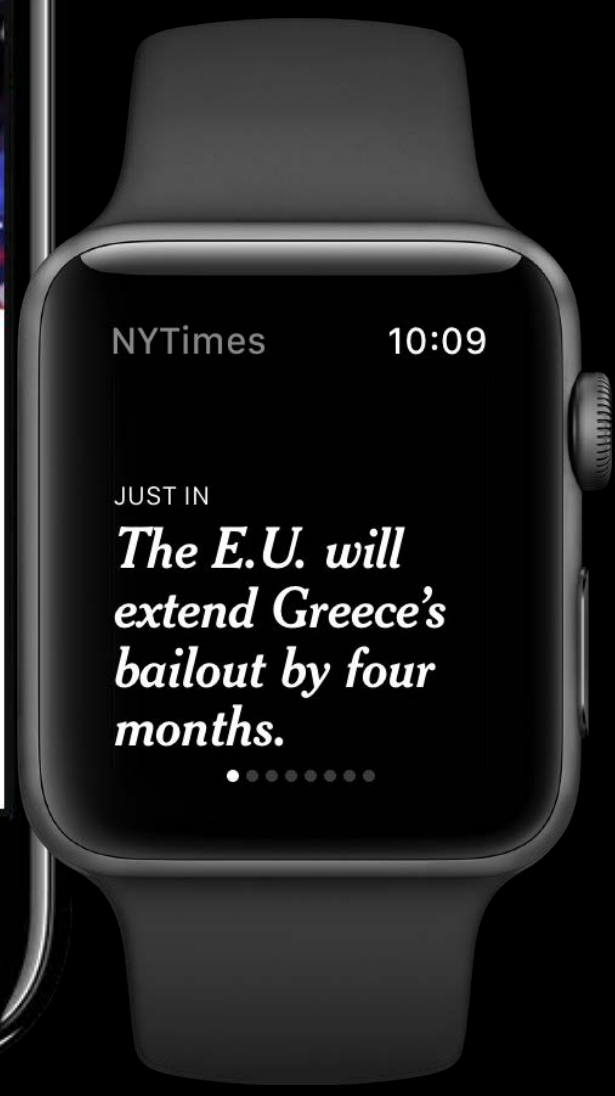 NYTimes 10:09
JUST IN
The E.U. will
extend Greece’s
bailout by four
months.